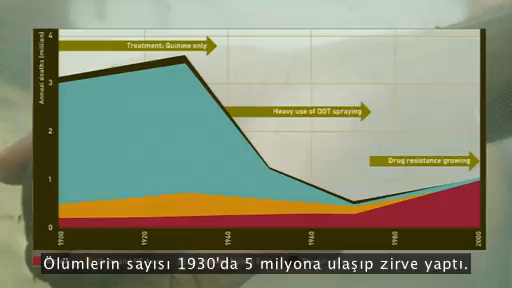 Annual deaths (million)
4
Treatment: Quinine only
3
Heavy use of DDT spraying
2
Drug resistance growing
1
0
1900
1920
1940
1960
1980
2000
Ölümlerin sayısı 1930'da 5 milyona ulaşıp zirve yaptı.